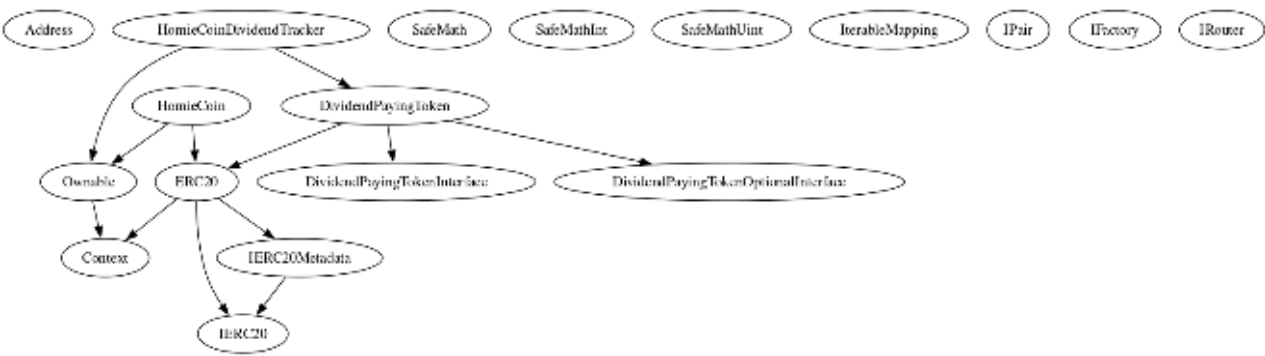 Address
HomieCoinDividendTracker
SafeMath
SafeMathInt
SafeMathUint
IterableMapping
IPair
IFactory
IRouter
HomieCoin
DividendPayingToken
Ownable
ERC20
DividendPayingTokenInterface
DividendPayingTokenOptionalInterface
Context
IERC20Metadata
IERC20